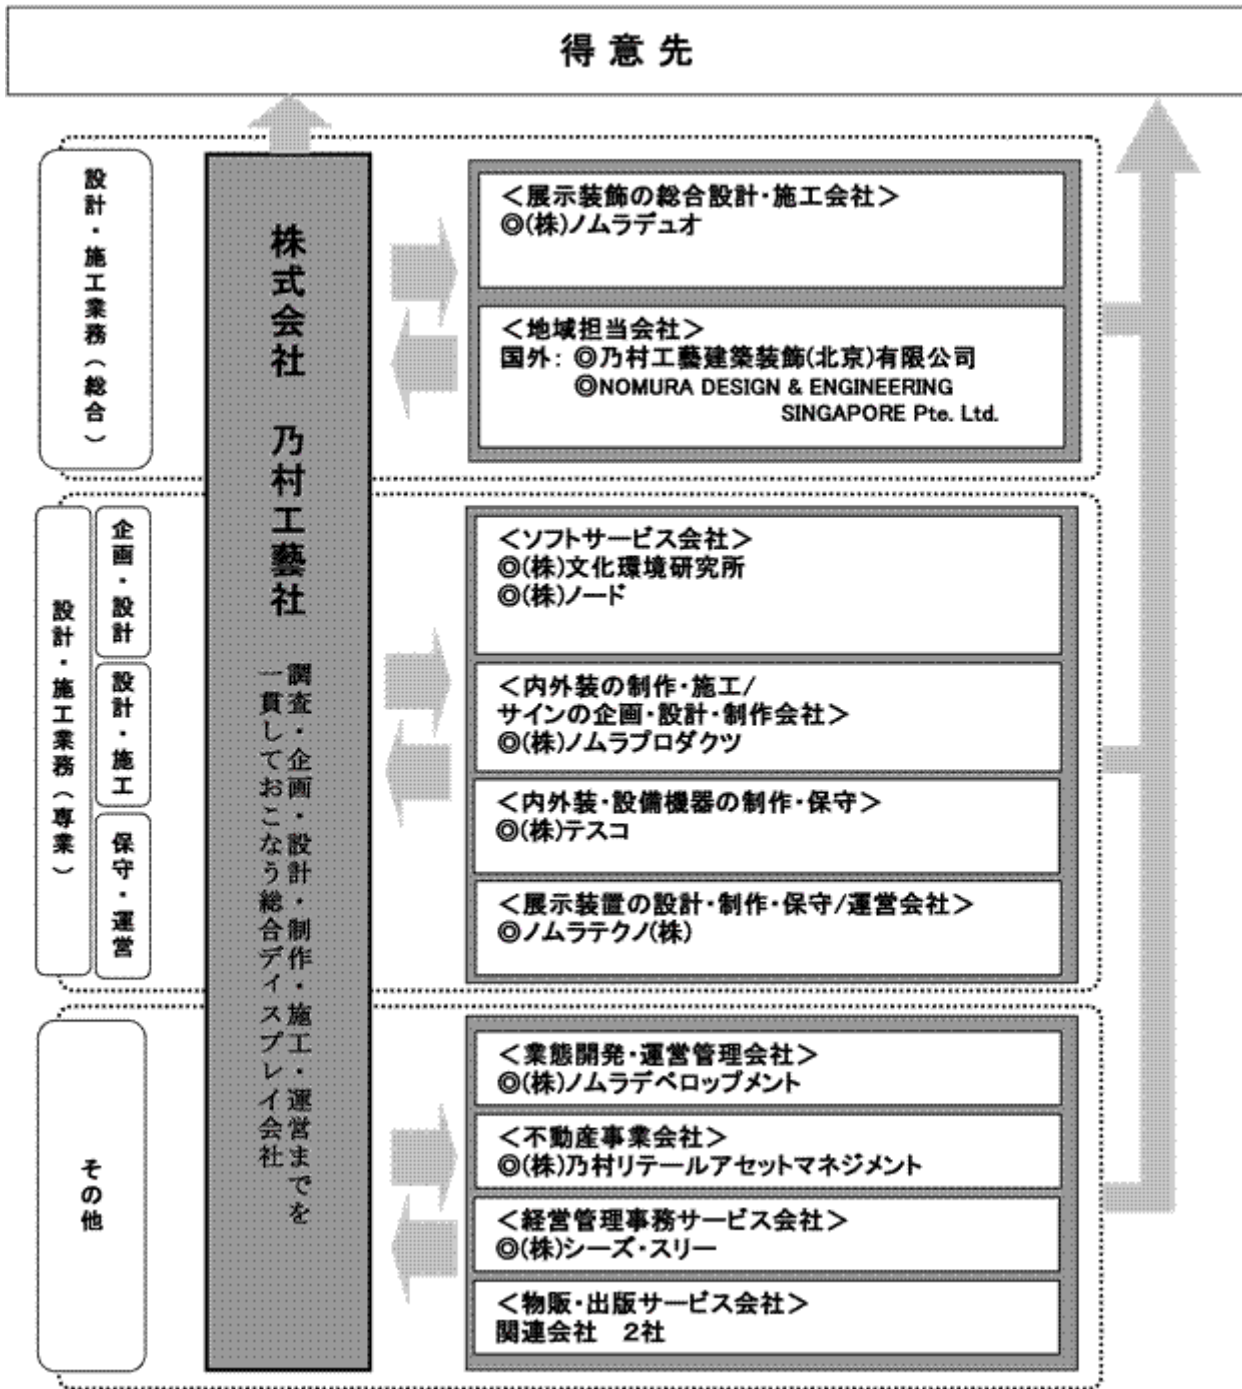 得意先
設計・施工業務(総合)
株式会社 乃村工藝社
調査・企画・設計・制作・施工・運営までを
一貫しておこなう総合ディスプレイ会社
＜展示装飾の総合設計・施工会社＞
◎(株)ノムラデュオ
＜地域担当会社＞
国外: ◎乃村工藝建築装飾(北京)有限公司
◎NOMURA DESIGN & ENGINEERING
SINGAPORE Pte. Ltd.
設計・施工業務(専業)
企画・設計
設計・施工
保守・運営
＜ソフトサービス会社＞
◎(株)文化環境研究所
◎(株)ノード
＜内外装の制作・施工/
サインの企画・設計・制作会社＞
◎(株)ノムラプロダクツ
＜内外装・設備機器の制作・保守＞
◎(株)テスコ
＜展示装置の設計・制作・保守/運営会社＞
◎ノムラテクノ(株)
その他
＜業態開発・運営管理会社＞
◎(株)ノムラデベロップメント
＜不動産事業会社＞
◎(株)乃村リテールアセットマネジメント
＜経営管理事務サービス会社＞
◎(株)シーズ・スリー
＜物販・出版サービス会社＞
関連会社 2社